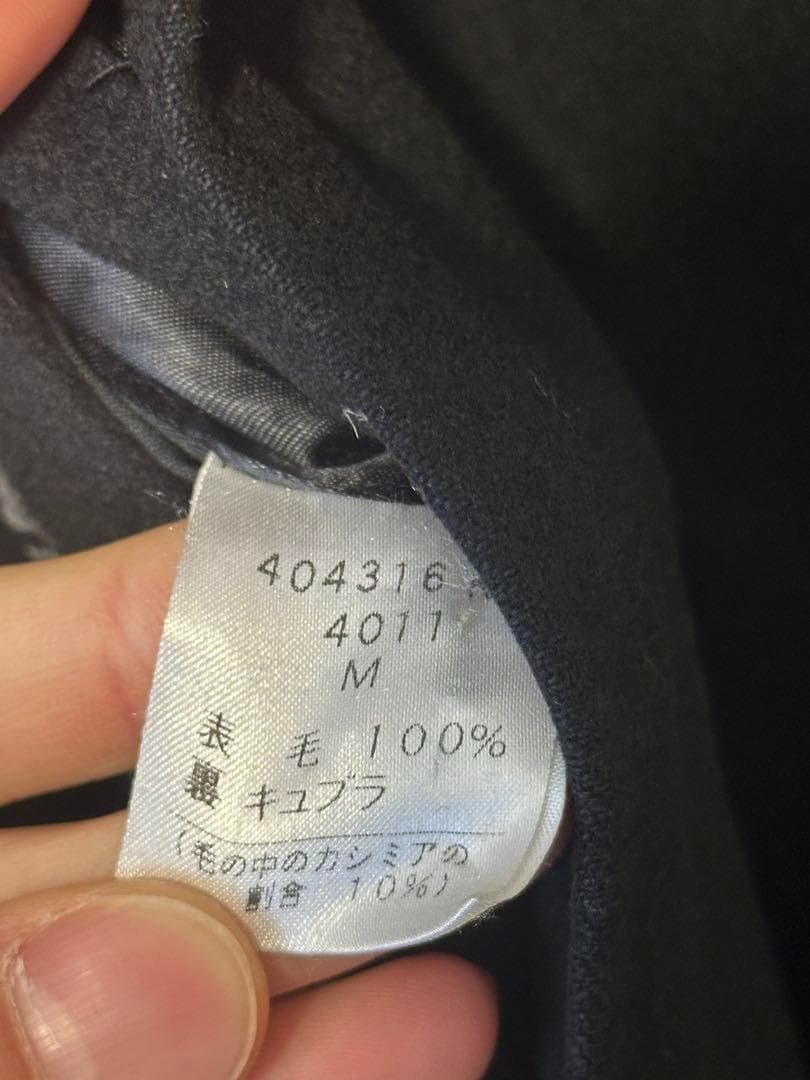 404316
4011
M
表 毛 100%
裏 キュプラ
(毛の中のカシミアの
割合 10%)